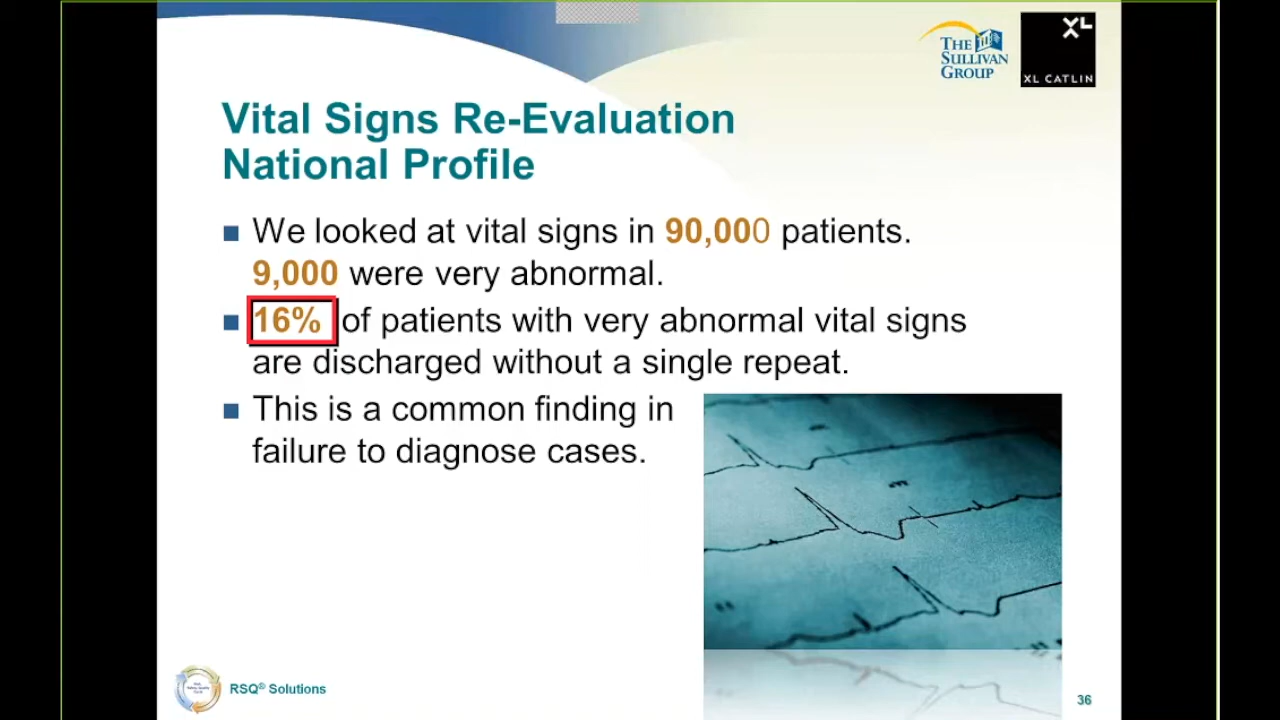 THE
SULLIVAN
GROUP
XL
XL CATLIN
Vital Signs Re-Evaluation
National Profile
We looked at vital signs in 90,000 patients.
9,000 were very abnormal.
16% of patients with very abnormal vital signs
are discharged without a single repeat.
This is a common finding in
failure to diagnose cases.
RSQ® Solutions
36